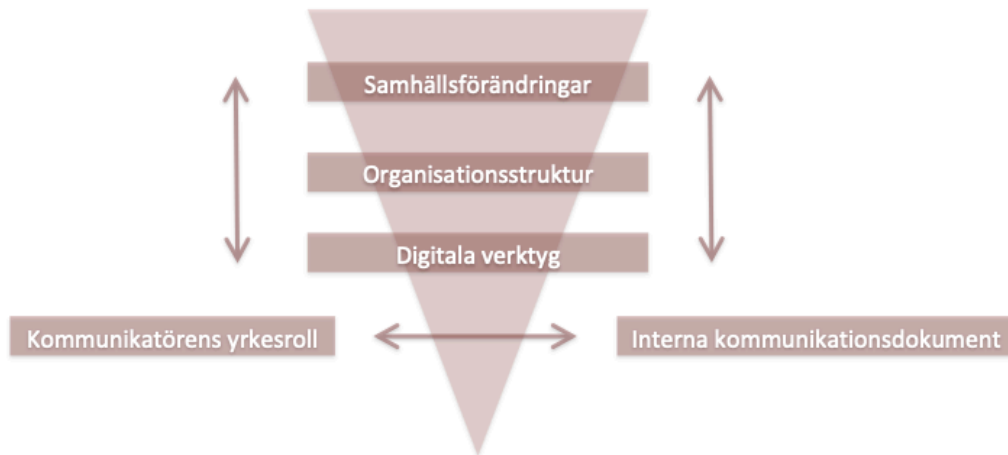 Samhällsförändringar
Organisationsstruktur
Digitala verktyg
Kommunikatörens yrkesroll
Interna kommunikationsdokument